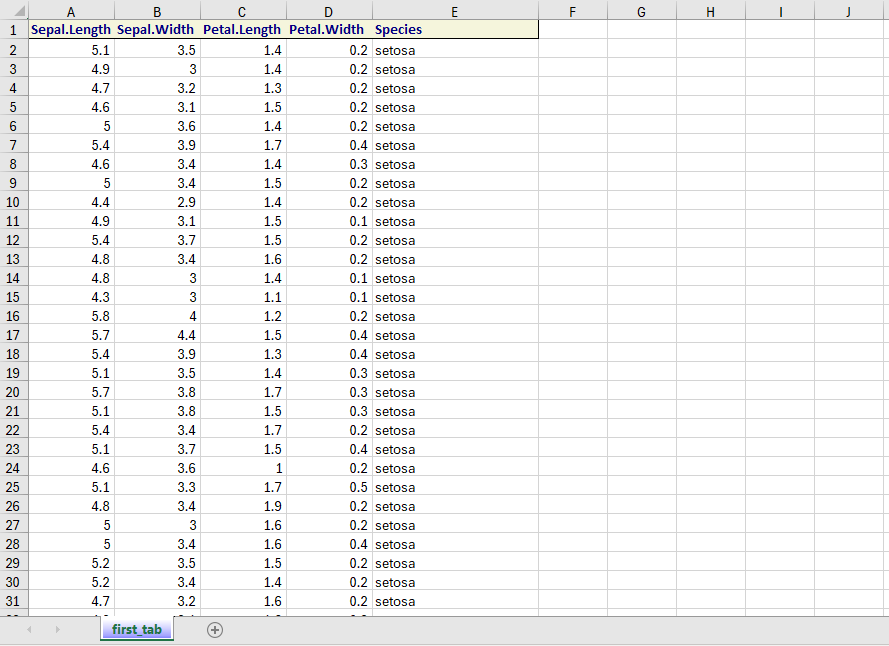 A B C D E F G H I J
1 Sepal.Length Sepal.Width Petal.Length Petal.Width Species
2 5.1 3.5 1.4 0.2 setosa
3 4.9 3 1.4 0.2 setosa
4 4.7 3.2 1.3 0.2 setosa
5 4.6 3.1 1.5 0.2 setosa
6 5 3.6 1.4 0.2 setosa
7 5.4 3.9 1.7 0.4 setosa
8 4.6 3.4 1.4 0.3 setosa
9 5 3.4 1.5 0.2 setosa
10 4.4 2.9 1.4 0.2 setosa
11 4.9 3.1 1.5 0.1 setosa
12 5.4 3.7 1.5 0.2 setosa
13 4.8 3.4 1.6 0.2 setosa
14 4.8 3 1.4 0.1 setosa
15 4.3 3 1.1 0.1 setosa
16 5.8 4 1.2 0.2 setosa
17 5.7 4.4 1.5 0.4 setosa
18 5.4 3.9 1.3 0.4 setosa
19 5.1 3.5 1.4 0.3 setosa
20 5.7 3.8 1.7 0.3 setosa
21 5.1 3.8 1.5 0.3 setosa
22 5.4 3.4 1.7 0.2 setosa
23 5.1 3.7 1.5 0.4 setosa
24 4.6 3.6 1 0.2 setosa
25 5.1 3.3 1.7 0.5 setosa
26 4.8 3.4 1.9 0.2 setosa
27 5 3 1.6 0.2 setosa
28 5 3.4 1.6 0.4 setosa
29 5.2 3.5 1.5 0.2 setosa
30 5.2 3.4 1.4 0.2 setosa
31 4.7 3.2 1.6 0.2 setosa
first_tab